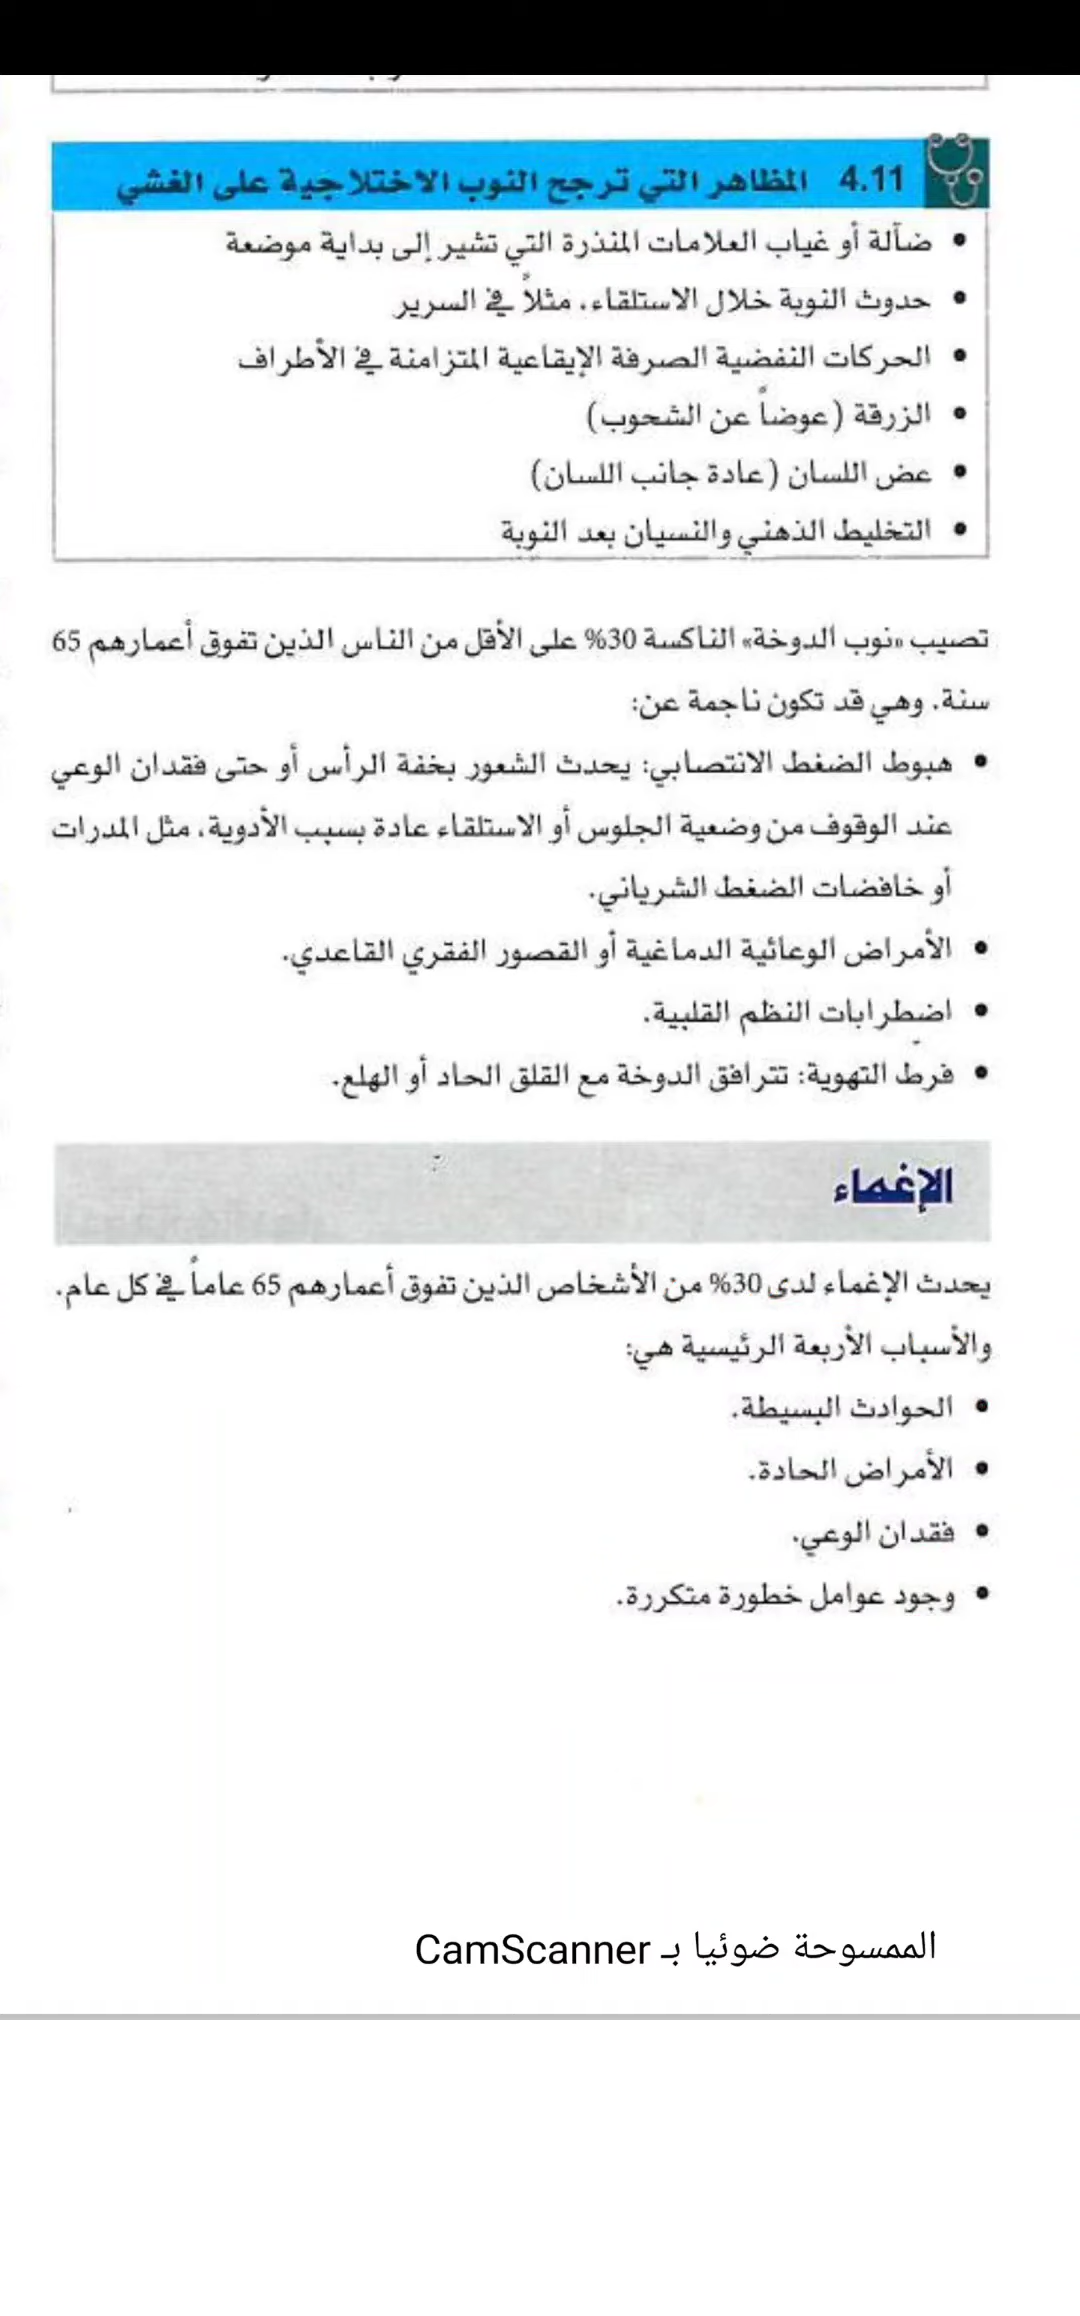 4.11 المظاهر التي ترجح النوب الاختلاجية على الغشي
• ضآلة أو غياب العلامات المنذرة التي تشير إلى بداية موضعة
• حدوث النوبة خلال الاستلقاء، مثلاً في السرير
• الحركات النفضية الصرفة الإيقاعية المتزامنة في الأطراف
• الزرقة (عوضاً عن الشحوب)
• عض اللسان (عادة جانب اللسان)
• التخليط الذهني والنسيان بعد النوبة
تصيب «نوب الدوخة» الناكسة 30% على الأقل من الناس الذين تفوق أعمارهم 65
سنة. وهي قد تكون ناجمة عن:
• هبوط الضغط الانتصابي: يحدث الشعور بخفة الرأس أو حتى فقدان الوعي
عند الوقوف من وضعية الجلوس أو الاستلقاء عادة بسبب الأدوية، مثل المدرات
أو خافضات الضغط الشرياني.
• الأمراض الوعائية الدماغية أو القصور الفقري القاعدي.
• اضطرابات النظم القلبية.
• فرط التهوية: تترافق الدوخة مع القلق الحاد أو الهلع.
الإغماء
يحدث الإغماء لدى 30% من الأشخاص الذين تفوق أعمارهم 65 عاماً في كل عام.
والأسباب الأربعة الرئيسية هي:
• الحوادث البسيطة.
• الأمراض الحادة.
• فقدان الوعي.
• وجود عوامل خطورة متكررة.
الممسوحة ضوئيا بـ CamScanner